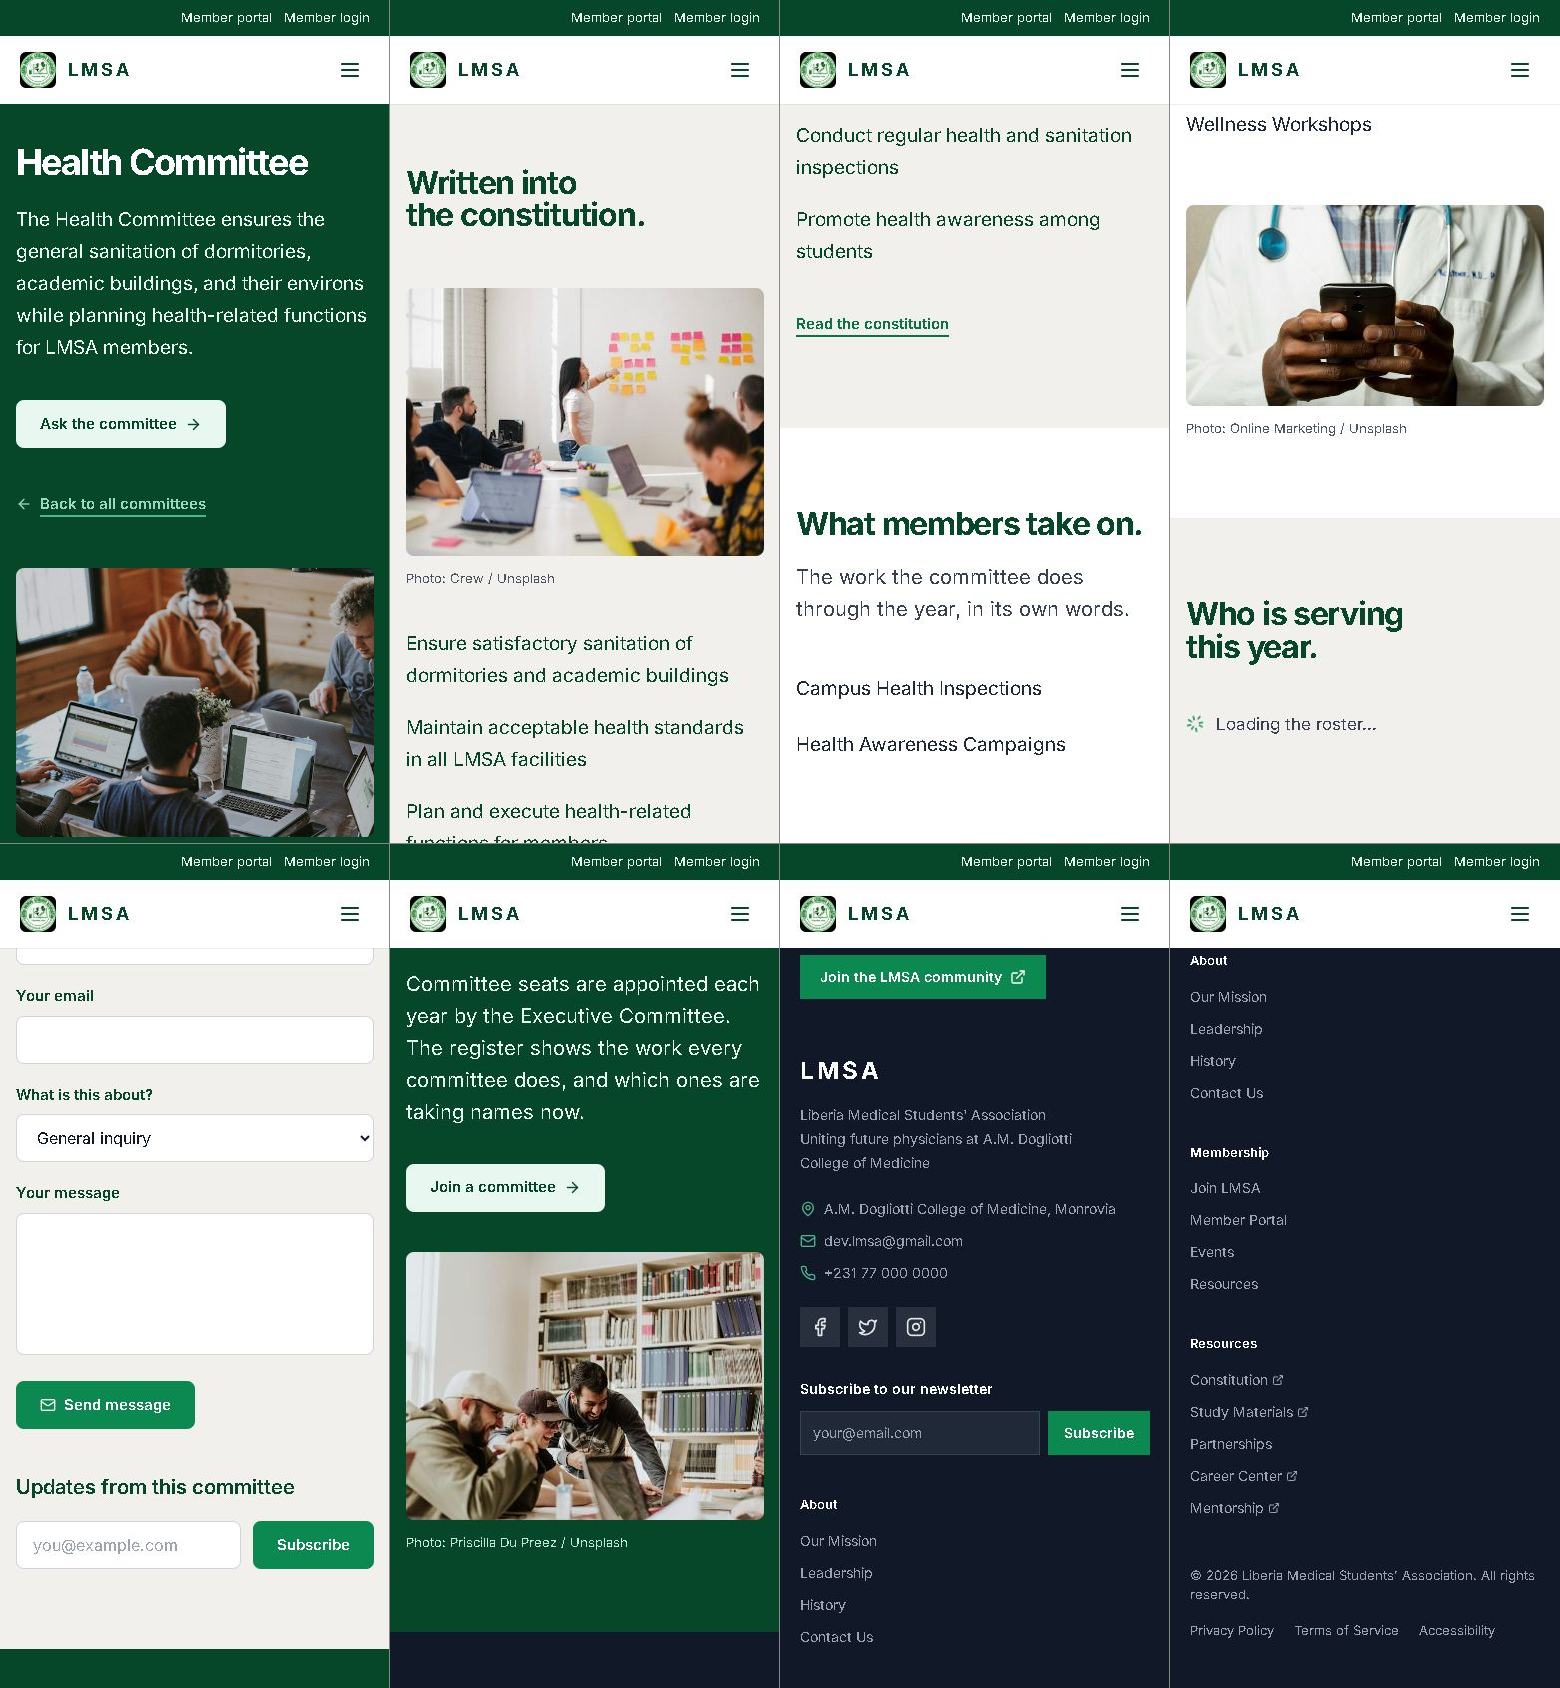 Member portal Member login
LMSA
Health Committee
The Health Committee ensures the
general sanitation of dormitories,
academic buildings, and their environs
while planning health-related functions
for LMSA members.
Ask the committee
Back to all committees
Member portal Member login
LMSA
Written into
the constitution.
Photo: Crew / Unsplash
Ensure satisfactory sanitation of
dormitories and academic buildings
Maintain acceptable health standards
in all LMSA facilities
Plan and execute health-related
functions for members
Member portal Member login
LMSA
Conduct regular health and sanitation
inspections
Promote health awareness among
students
Read the constitution
What members take on.
The work the committee does
through the year, in its own words.
Campus Health Inspections
Health Awareness Campaigns
Member portal Member login
LMSA
Wellness Workshops
Photo: Online Marketing / Unsplash
Who is serving
this year.
Loading the roster...
Member portal Member login
LMSA
Your email
What is this about?
General inquiry
Your message
Send message
Updates from this committee
you@example.com
Subscribe
Member portal Member login
LMSA
Committee seats are appointed each
year by the Executive Committee.
The register shows the work every
committee does, and which ones are
taking names now.
Join a committee
Photo: Priscilla Du Preez / Unsplash
Member portal Member login
LMSA
Join the LMSA community
LMSA
Liberia Medical Students' Association
Uniting future physicians at A.M. Dogliotti
College of Medicine
A.M. Dogliotti College of Medicine, Monrovia
dev.lmsa@gmail.com
+231 77 000 0000
Subscribe to our newsletter
your@email.com
Subscribe
About
Our Mission
Leadership
History
Contact Us
Member portal Member login
LMSA
About
Our Mission
Leadership
History
Contact Us
Membership
Join LMSA
Member Portal
Events
Resources
Resources
Constitution
Study Materials
Partnerships
Career Center
Mentorship
© 2026 Liberia Medical Students' Association. All rights
reserved.
Privacy Policy Terms of Service Accessibility